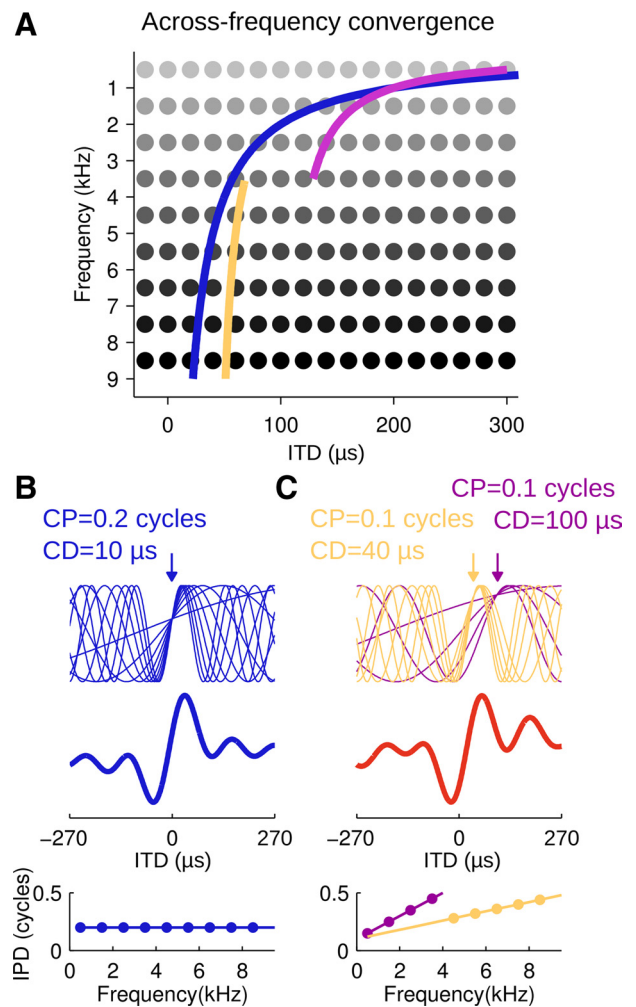 A
Across-frequency convergence
Frequency (kHz)
1
2
3
4
5
6
7
8
9
0
100
200
300
ITD (µs)
B
CP=0.2 cycles
CD=10 µs
C
CP=0.1 cycles
CD=100 µs
CP=0.1 cycles
CD=40 µs
−270
0
270
ITD (µs)
−270
0
270
ITD (µs)
IPD (cycles)
0.5
0
0
2
4
6
8
Frequency(kHz)
0.5
0
0
2
4
6
8
Frequency(kHz)